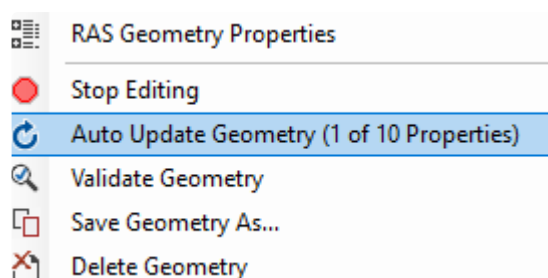 RAS Geometry Properties
Stop Editing
Auto Update Geometry (1 of 10 Properties)
Validate Geometry
Save Geometry As...
Delete Geometry